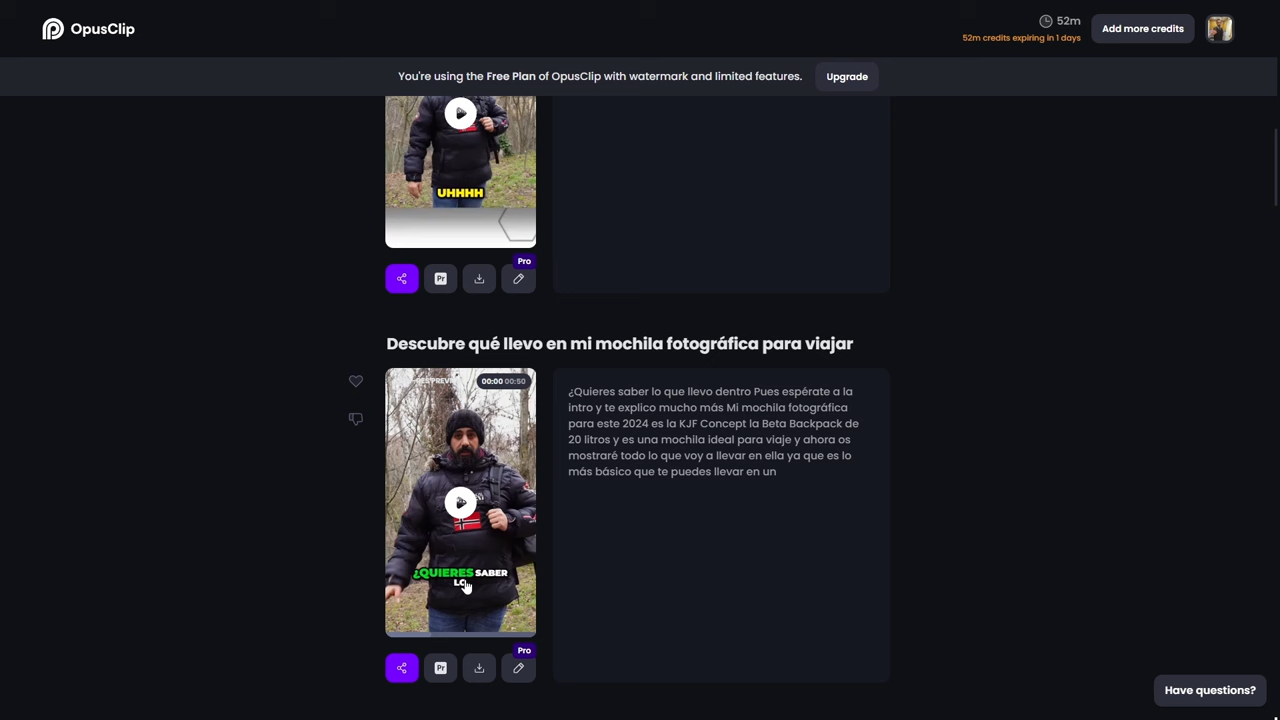 OpusClip
52m
52m credits expiring in 1 days
Add more credits
You're using the Free Plan of OpusClip with watermark and limited features.
Upgrade
UHHHH
Pro
Pr
Descubre qué llevo en mi mochila fotográfica para viajar
00:00 00:50
¿Quieres saber lo que llevo dentro Pues espérate a la
intro y te explico mucho más Mi mochila fotográfica
para este 2024 es la KJF Concept la Beta Backpack de
20 litros y es una mochila ideal para viaje y ahora os
mostraré todo lo que voy a llevar en ella ya que es lo
más básico que te puedes llevar en un
¿QUIERES SABER
LO
Pro
Pr
Have questions?